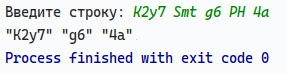 Введите строку: K2y7 Smt g6 PH 4a
"K2y7" "g6" "4a"
Process finished with exit code 0